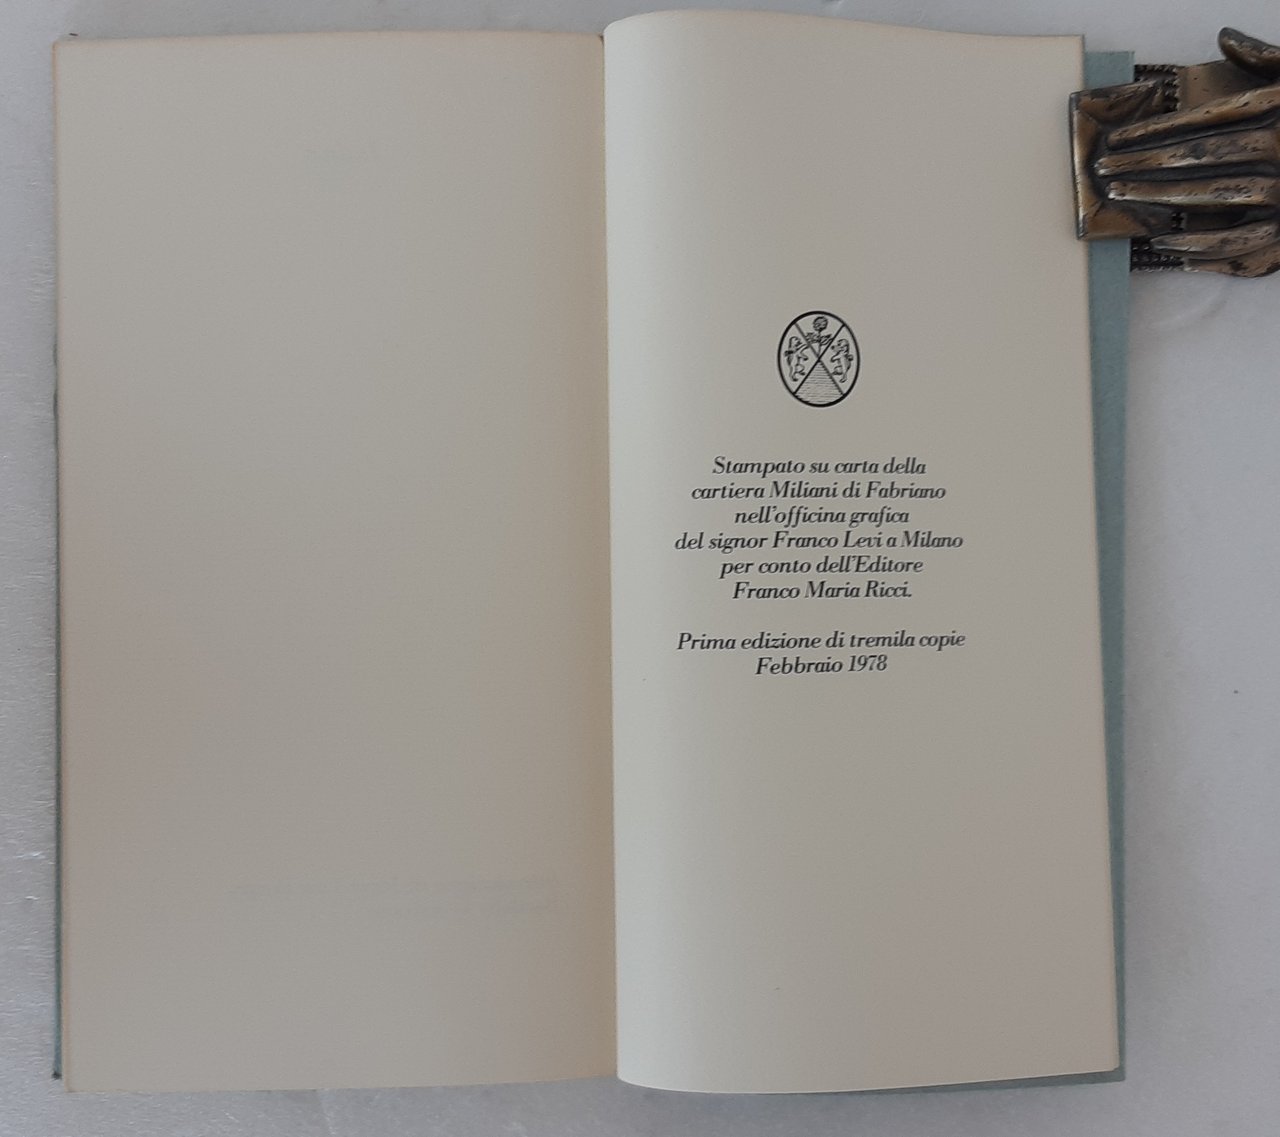 Stampato su carta della
cartiera Miliani di Fabriano
nell'officina grafica
del signor Franco Levi a Milano
per conto dell'Editore
Franco Maria Ricci.
Prima edizione di tremila copie
Febbraio 1978